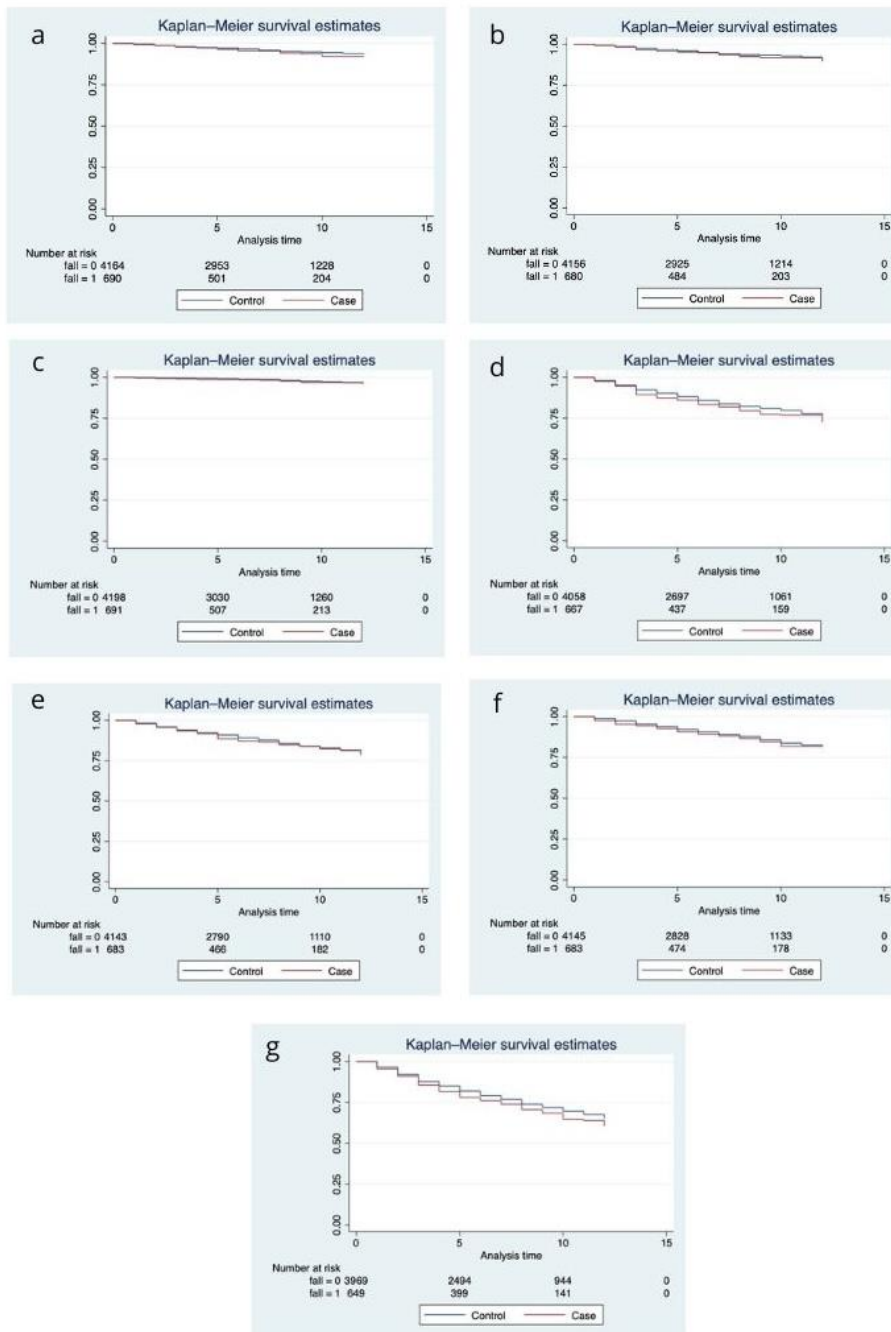 a
Kaplan–Meier survival estimates
1.00
0.75
0.50
0.25
0.00
0 5 10 15
Analysis time
Number at risk
fall = 0 4164 2953 1228 0
fall = 1 690 501 204 0
Control Case
b
Kaplan–Meier survival estimates
1.00
0.75
0.50
0.25
0.00
0 5 10 15
Analysis time
Number at risk
fall = 0 4156 2925 1214 0
fall = 1 680 484 203 0
Control Case
c
Kaplan–Meier survival estimates
1.00
0.75
0.50
0.25
0.00
0 5 10 15
Analysis time
Number at risk
fall = 0 4198 3030 1260 0
fall = 1 691 507 213 0
Control Case
d
Kaplan–Meier survival estimates
1.00
0.75
0.50
0.25
0.00
0 5 10 15
Analysis time
Number at risk
fall = 0 4058 2697 1061 0
fall = 1 667 437 159 0
Control Case
e
Kaplan–Meier survival estimates
1.00
0.75
0.50
0.25
0.00
0 5 10 15
Analysis time
Number at risk
fall = 0 4143 2790 1110 0
fall = 1 683 466 182 0
Control Case
f
Kaplan–Meier survival estimates
1.00
0.75
0.50
0.25
0.00
0 5 10 15
Analysis time
Number at risk
fall = 0 4145 2828 1133 0
fall = 1 683 474 178 0
Control Case
g
Kaplan–Meier survival estimates
1.00
0.75
0.50
0.25
0.00
0 5 10 15
Analysis time
Number at risk
fall = 0 3969 2494 944 0
fall = 1 649 399 141 0
Control Case